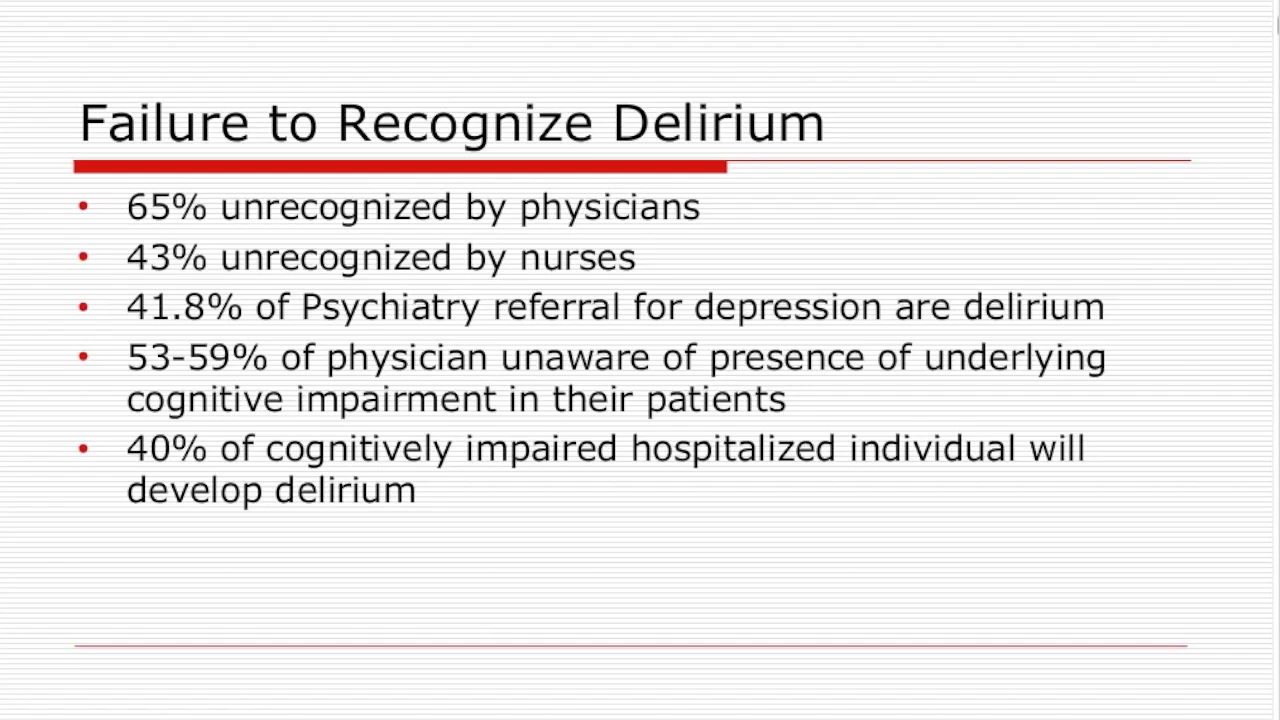 Failure to Recognize Delirium
• 65% unrecognized by physicians
• 43% unrecognized by nurses
• 41.8% of Psychiatry referral for depression are delirium
• 53-59% of physician unaware of presence of underlying
cognitive impairment in their patients
• 40% of cognitively impaired hospitalized individual will
develop delirium